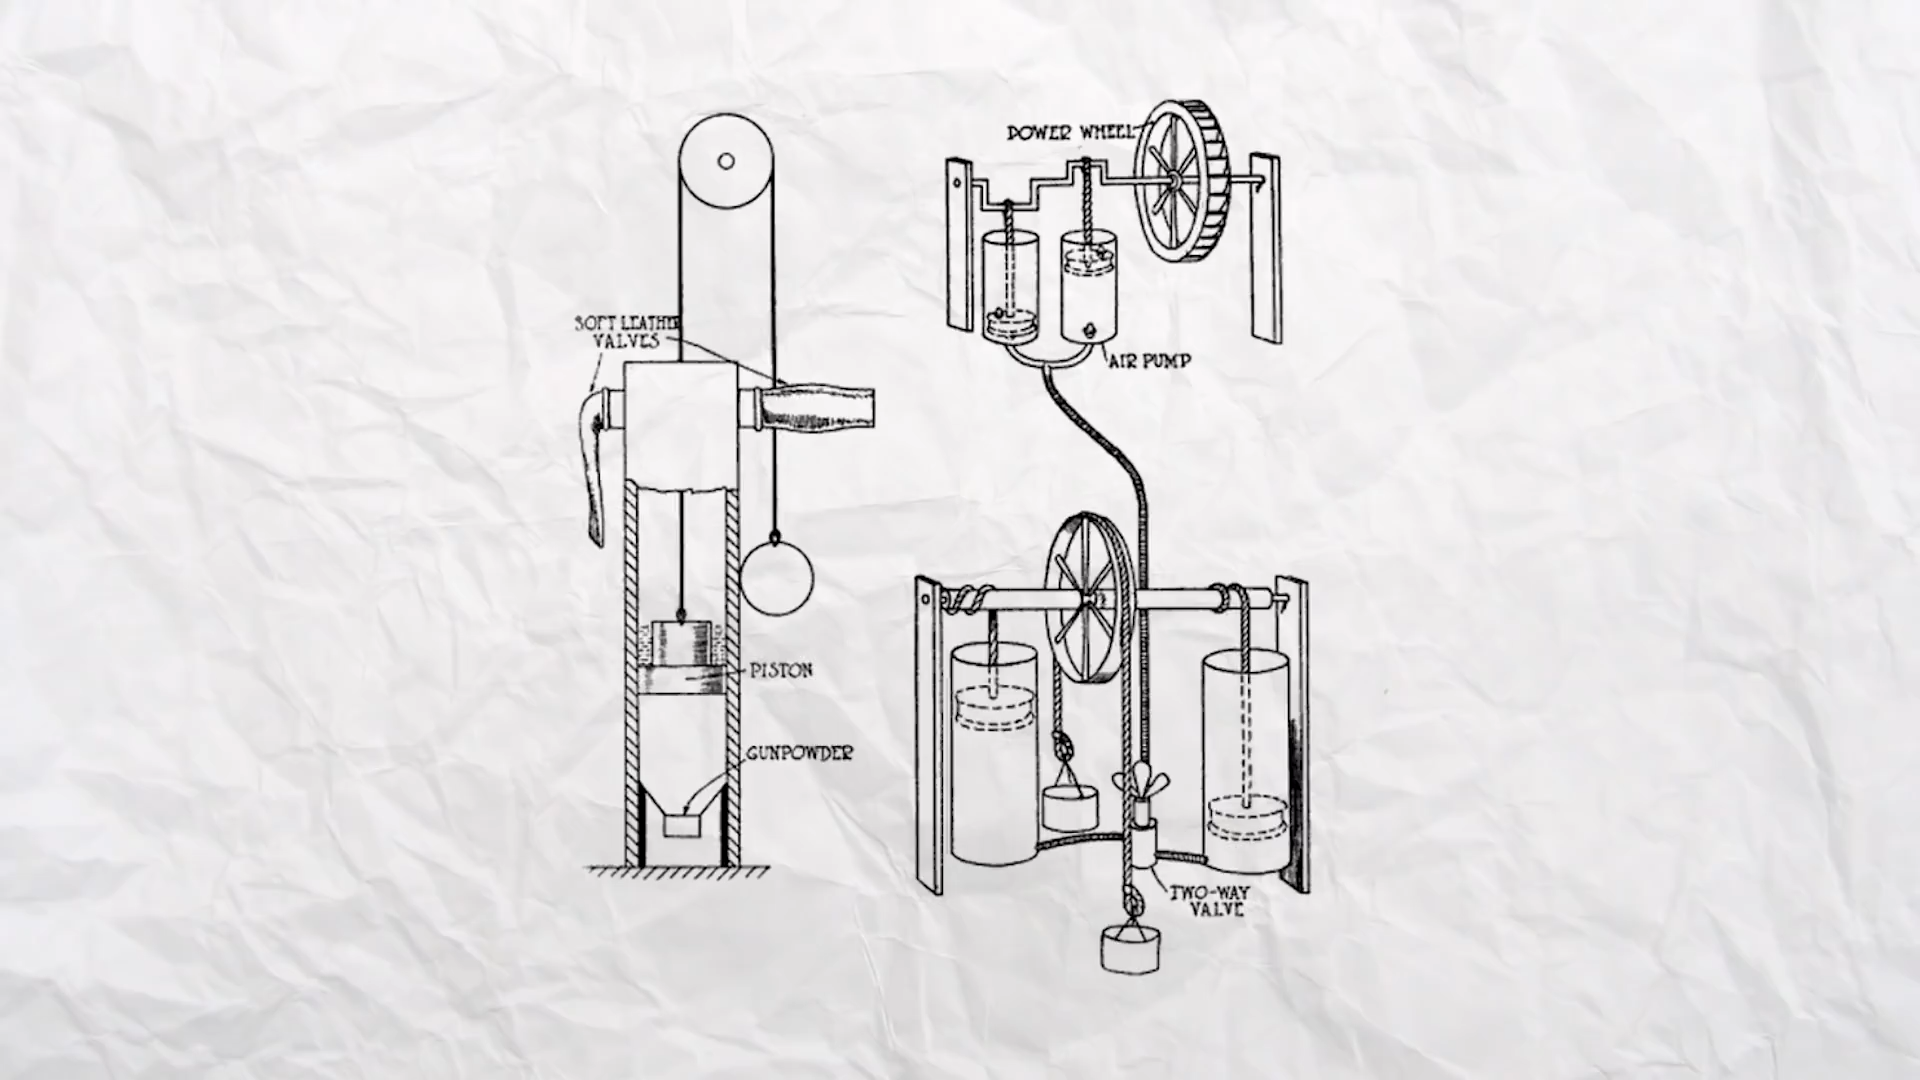 SOFT LEATHER
VALVES
PISTON
GUNPOWDER
POWER WHEEL
AIR PUMP
TWO-WAY
VALVE